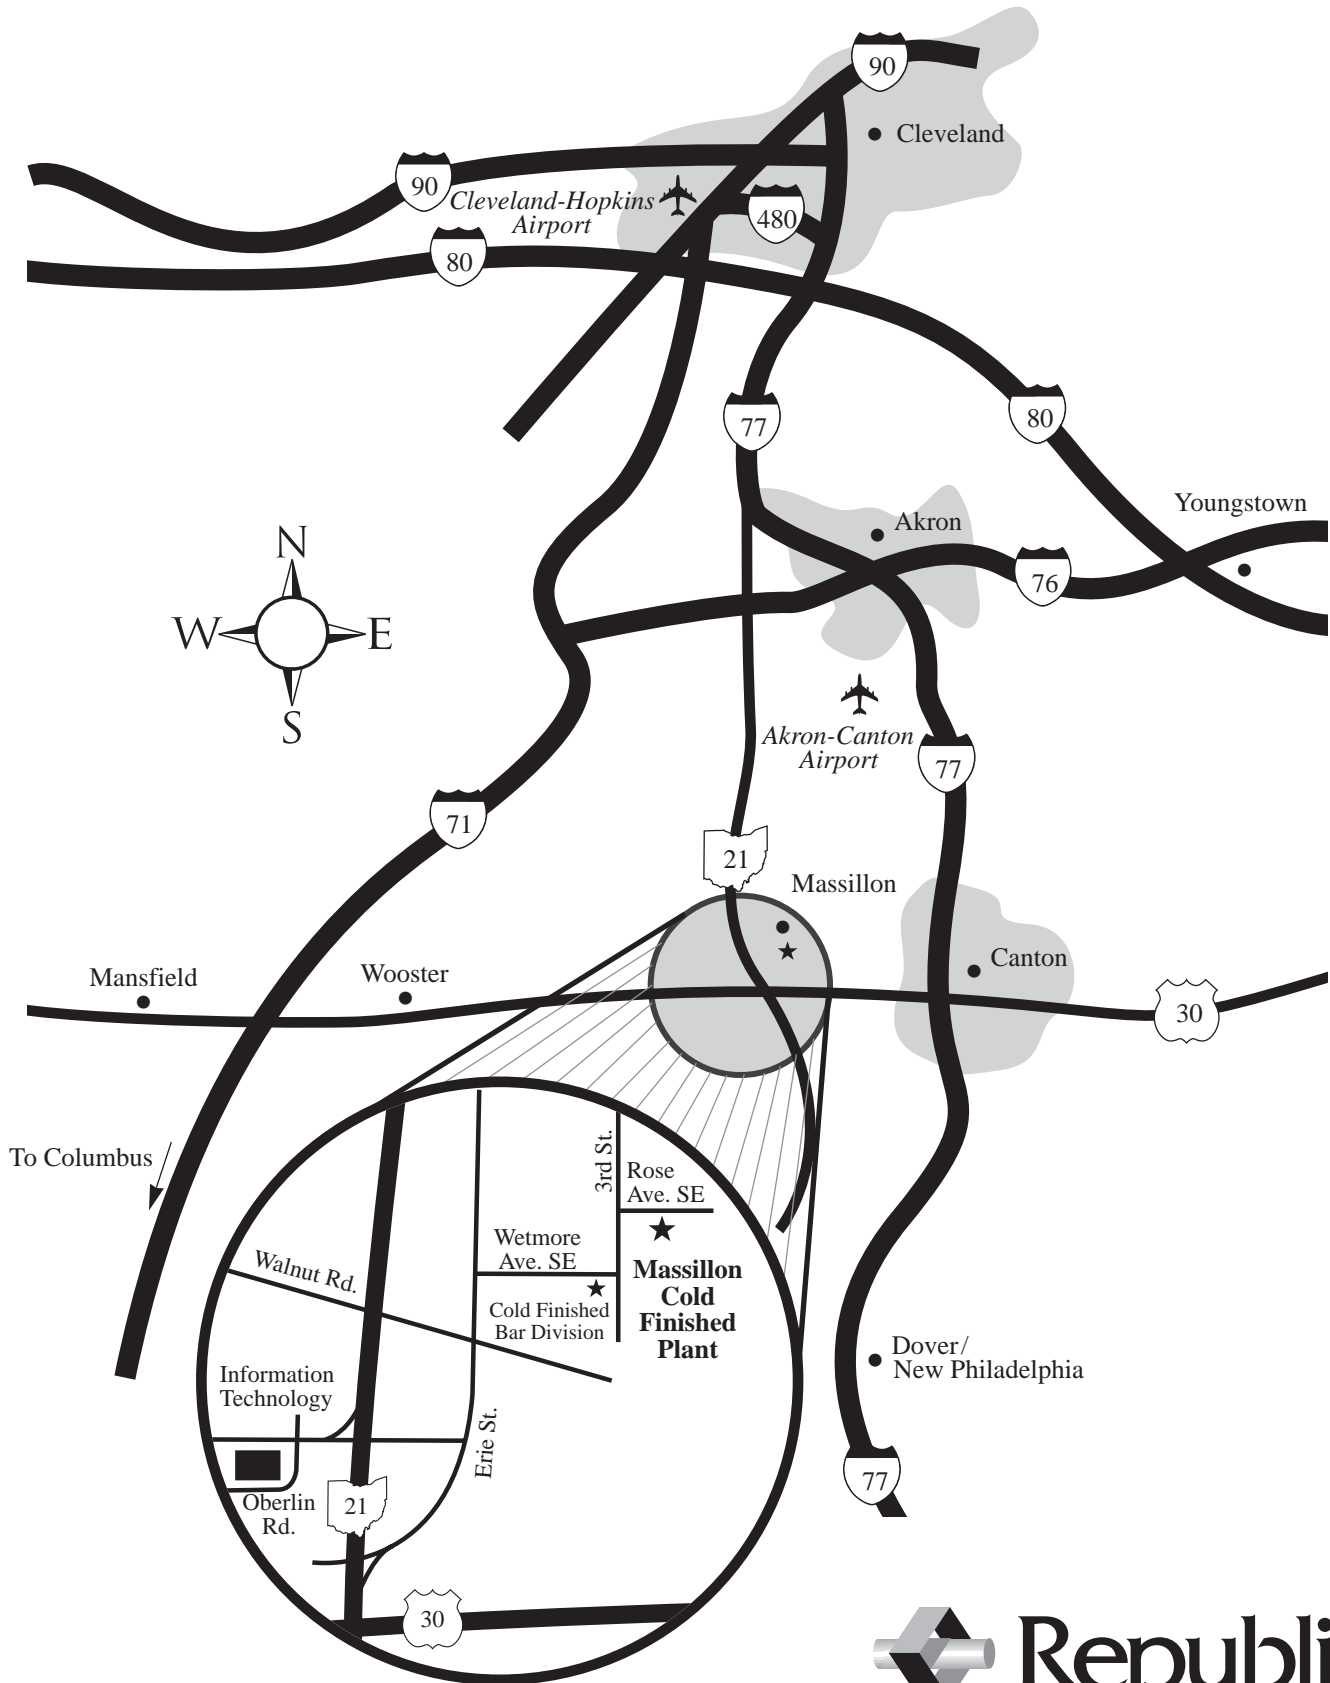 90
Cleveland
90
Cleveland-Hopkins
Airport
480
80
77
80
Youngstown
Akron
76
N
W
E
S
Akron-Canton
Airport
77
71
21
Massillon
Mansfield
Wooster
Canton
30
To Columbus
3rd St.
Rose
Ave. SE
Wetmore
Ave. SE
Walnut Rd.
Massillon
Cold
Finished
Plant
Cold Finished
Bar Division
Information
Technology
Erie St.
Dover/
New Philadelphia
77
Oberlin
Rd.
21
30
Republi